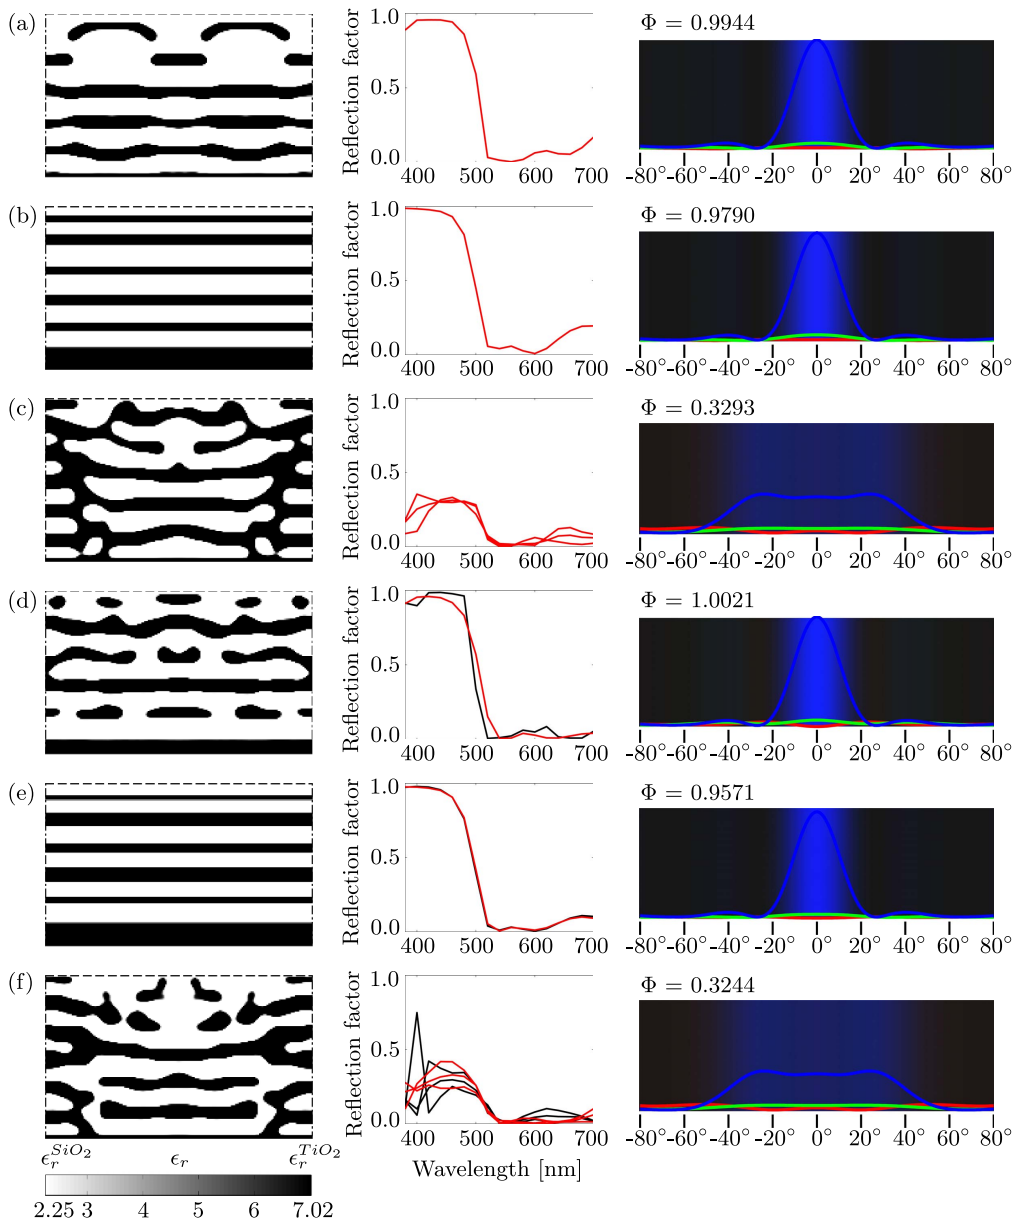 (a)
Reflection factor
1.0
0.5
0.0
400 500 600 700
Φ = 0.9944
-80° -60° -40° -20° 0° 20° 40° 60° 80°
(b)
Reflection factor
1.0
0.5
0.0
400 500 600 700
Φ = 0.9790
-80° -60° -40° -20° 0° 20° 40° 60° 80°
(c)
Reflection factor
1.0
0.5
0.0
400 500 600 700
Φ = 0.3293
-80° -60° -40° -20° 0° 20° 40° 60° 80°
(d)
Reflection factor
1.0
0.5
0.0
400 500 600 700
Φ = 1.0021
-80° -60° -40° -20° 0° 20° 40° 60° 80°
(e)
Reflection factor
1.0
0.5
0.0
400 500 600 700
Φ = 0.9571
-80° -60° -40° -20° 0° 20° 40° 60° 80°
(f)
Reflection factor
1.0
0.5
0.0
400 500 600 700
Wavelength [nm]
Φ = 0.3244
-80° -60° -40° -20° 0° 20° 40° 60° 80°
ϵ_r^{SiO_2} ϵ_r ϵ_r^{TiO_2}
2.25 3 4 5 6 7.02